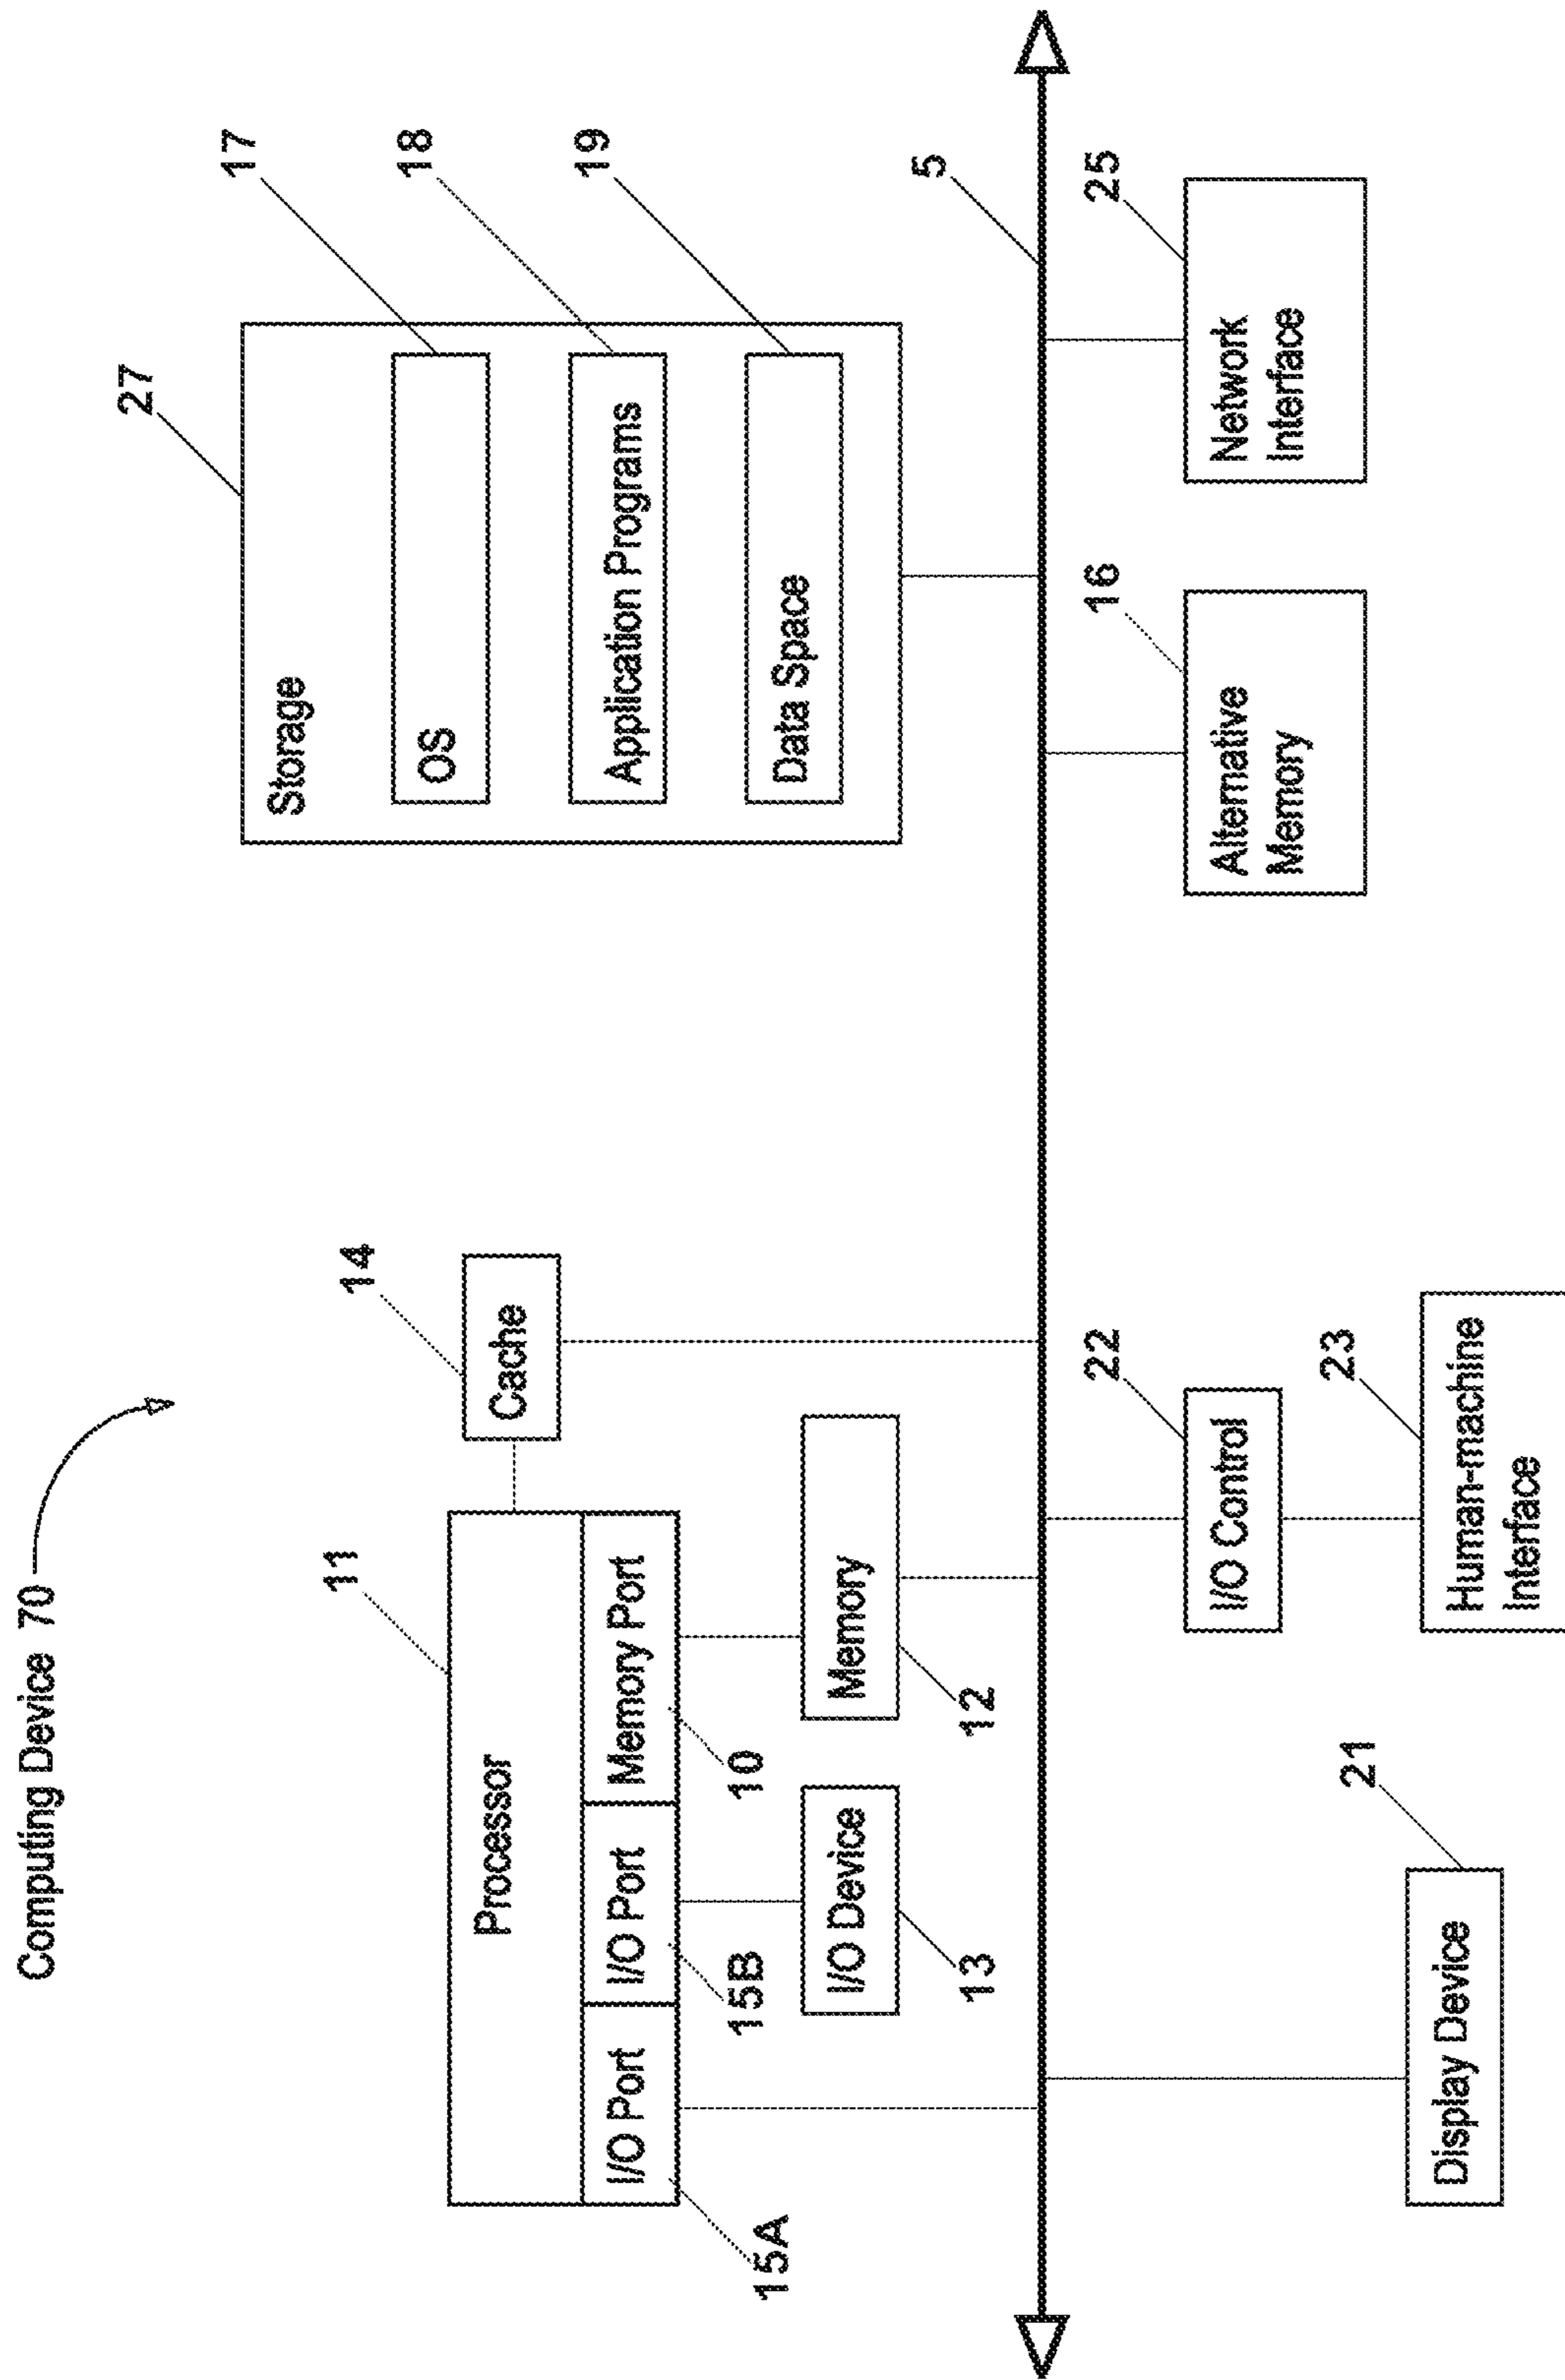 Computing Device 70
27
17
18
19
Storage
OS
Application Programs
Data Space
11
14
Processor
Cache
I/O Port
I/O Port
Memory Port
15A
15B
10
I/O Device
Memory
13
12
5
21
22
16
25
Display Device
I/O Control
Alternative
Memory
Network
Interface
23
Human-machine
Interface